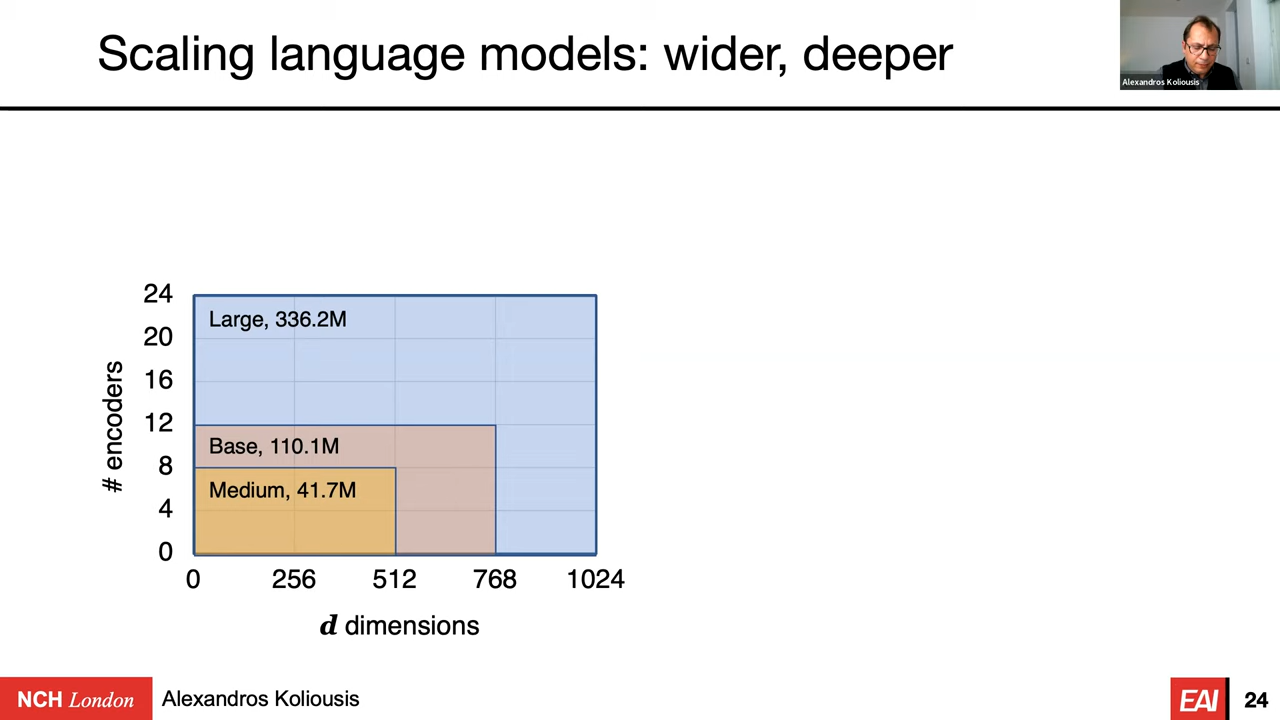 Scaling language models: wider, deeper
Alexandros Koliousis
24
20
16
12
8
4
0
# encoders
Large, 336.2M
Base, 110.1M
Medium, 41.7M
0 256 512 768 1024
d dimensions
NCH London Alexandros Koliousis EAI 24